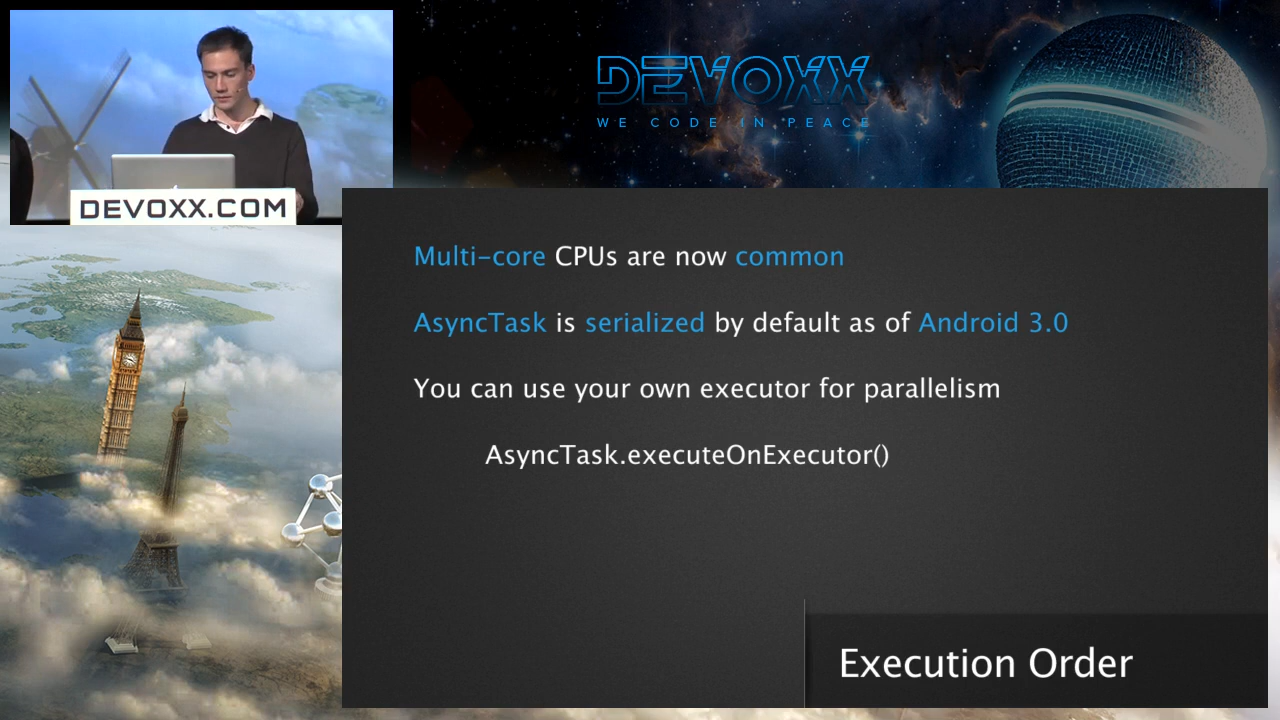 DEVOXX
WE CODE IN PEACE
DEVOXX.COM
Multi-core CPUs are now common
AsyncTask is serialized by default as of Android 3.0
You can use your own executor for parallelism
AsyncTask.executeOnExecutor()
Execution Order